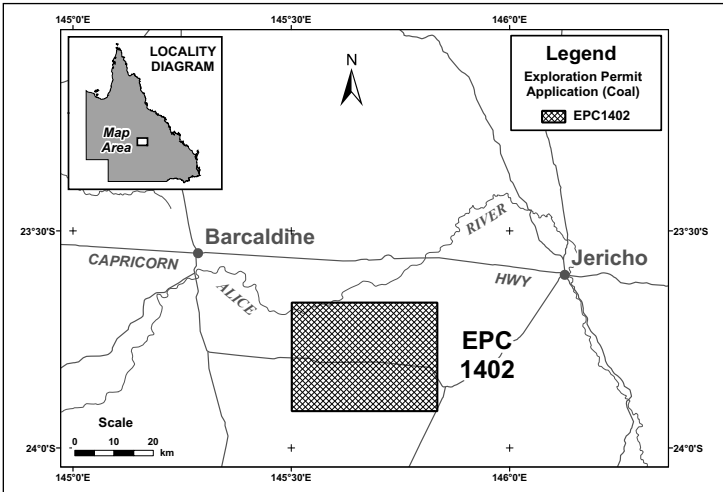 145°0'E
145°30'E
146°0'E
LOCALITY
DIAGRAM
Map
Area
N
Legend
Exploration Permit
Application (Coal)
EPC1402
23°30'S
23°30'S
Barcaldine
CAPRICORN
HWY
Jericho
ALICE
RIVER
EPC
1402
Scale
0 10 20
km
24°0'S
24°0'S
145°0'E
145°30'E
146°0'E